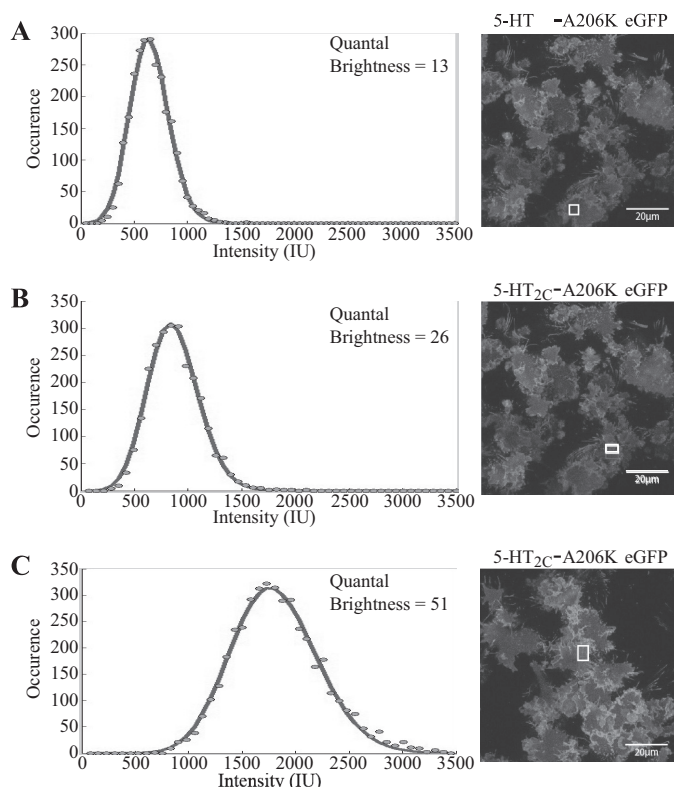 A
5-HT -A206K eGFP
Quantal
Brightness = 13
Occurence
300
250
200
150
100
50
0
0 500 1000 1500 2000 2500 3000 3500
Intensity (IU)
20μm
B
5-HT2C-A206K eGFP
Quantal
Brightness = 26
Occurence
350
300
250
200
150
100
50
0
0 500 1000 1500 2000 2500 3000 3500
Intensity (IU)
20μm
C
5-HT2C-A206K eGFP
Quantal
Brightness = 51
Occurence
350
300
250
200
150
100
50
0
0 500 1000 1500 2000 2500 3000 3500
Intensity (IU)
20μm